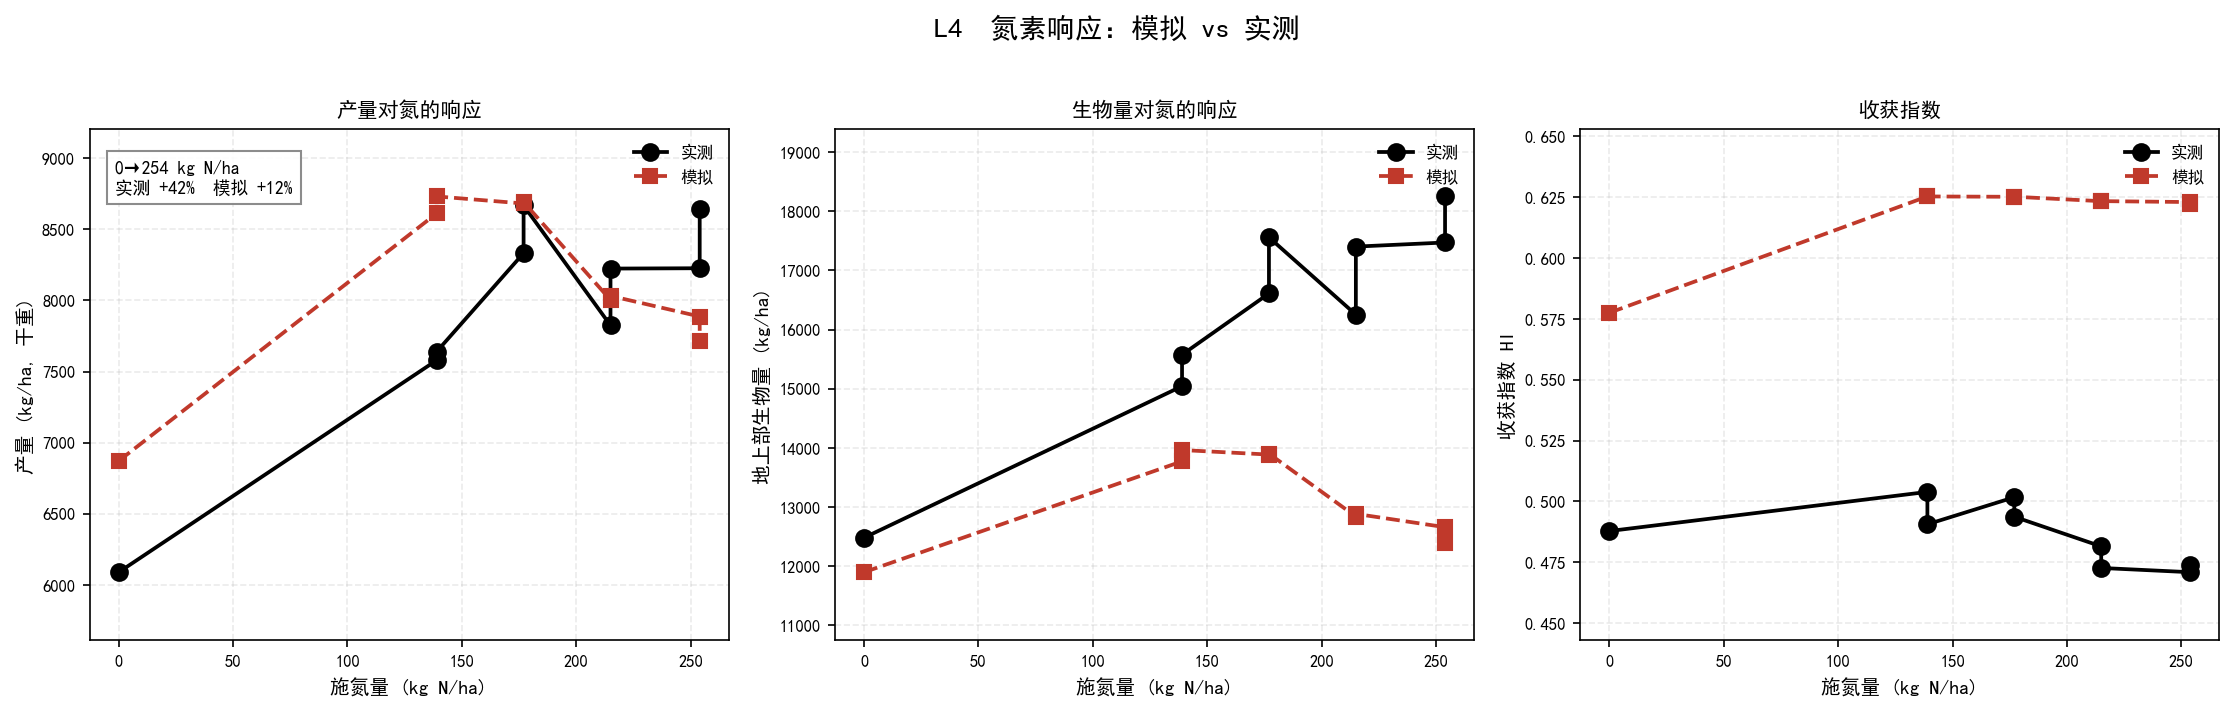 L4  氮素响应：模拟 vs 实测
产量对氮的响应
0→254 kg N/ha
实测 +42%  模拟 +12%
实测
模拟
9000
8500
8000
7500
7000
6500
6000
产量 (kg/ha, 干重)
0
50
100
150
200
250
施氮量 (kg N/ha)
生物量对氮的响应
实测
模拟
19000
18000
17000
16000
15000
14000
13000
12000
11000
地上部生物量 (kg/ha)
0
50
100
150
200
250
施氮量 (kg N/ha)
收获指数
实测
模拟
0.650
0.625
0.600
0.575
0.550
0.525
0.500
0.475
0.450
收获指数 HI
0
50
100
150
200
250
施氮量 (kg N/ha)